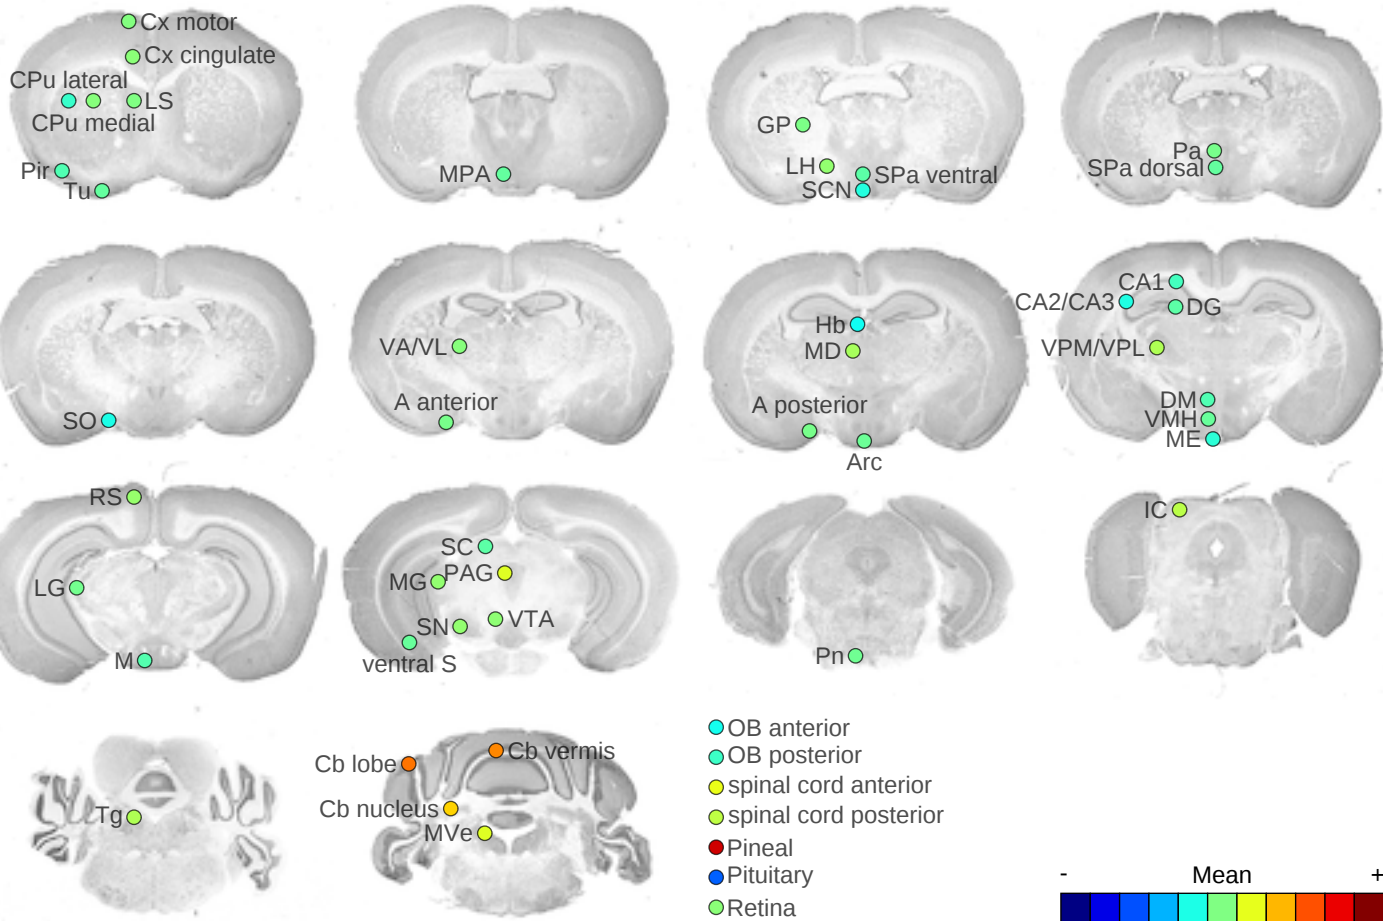 Cx motor
Cx cingulate
CPu lateral
LS
CPu medial
Pir
Tu
MPA
GP
LH
SPa ventral
SCN
Pa
SPa dorsal
SO
VA/VL
A anterior
Hb
MD
A posterior
Arc
CA1
CA2/CA3
DG
VPM/VPL
DM
VMH
ME
RS
LG
M
SC
PAG
MG
VTA
SN
ventral S
Pn
IC
Tg
Cb vermis
Cb lobe
Cb nucleus
MVe
OB anterior
OB posterior
spinal cord anterior
spinal cord posterior
Pineal
Pituitary
Retina
- Mean +